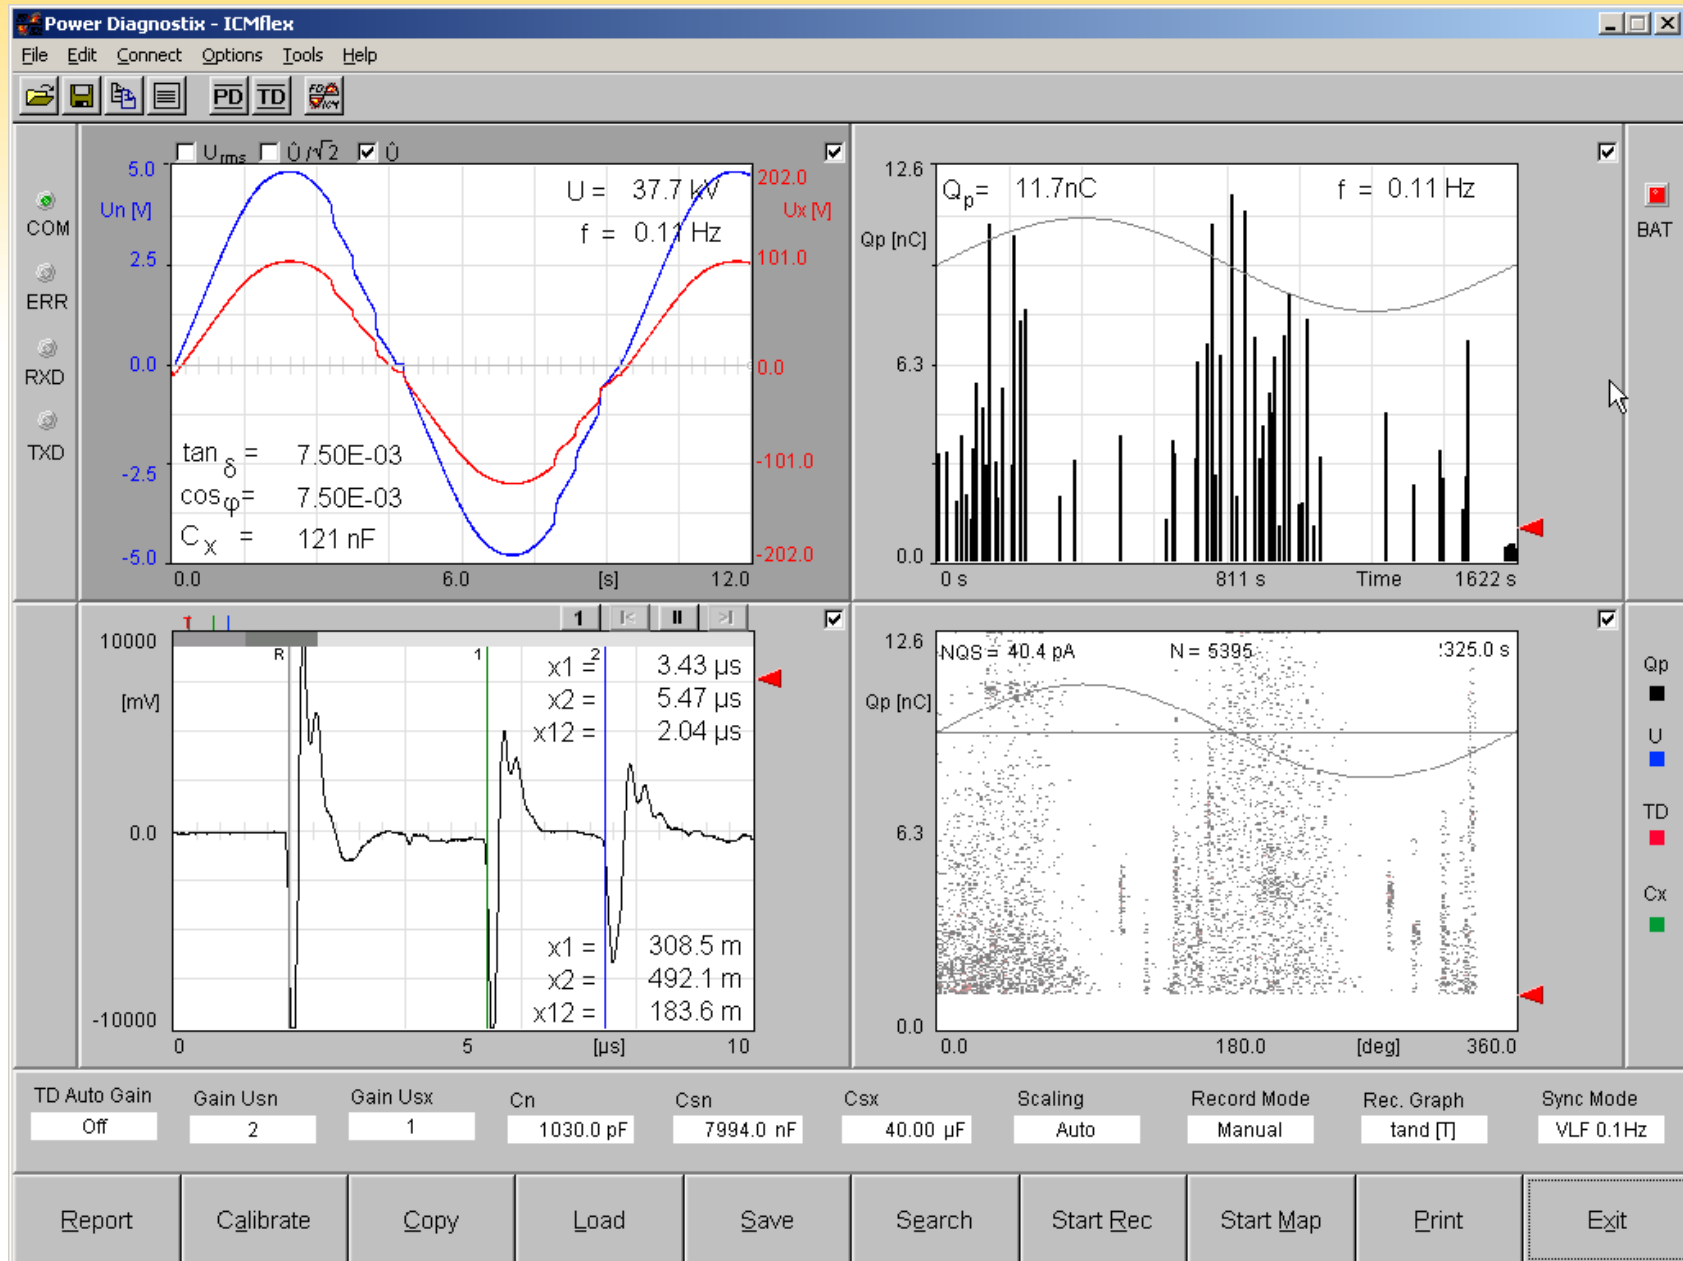 Power Diagnostix - ICMflex
File Edit Connect Options Tools Help
PD TD
COM
ERR
RXD
TXD
Urms Û/√2 Û
5.0
Un [V]
2.5
0.0
-2.5
-5.0
U = 37.7 kV
f = 0.11 Hz
202.0
Ux [V]
101.0
0.0
-101.0
-202.0
tan δ = 7.50E-03
cos φ = 7.50E-03
Cx = 121 nF
0.0 6.0 [s] 12.0
12.6
Qp [nC]
6.3
0.0
Qp= 11.7nC f = 0.11 Hz
0 s 811 s Time 1622 s
BAT
1 |< II >|
T
10000
[mV]
0.0
-10000
R 1 2
x1 = 3.43 µs
x2 = 5.47 µs
x12 = 2.04 µs
x1 = 308.5 m
x2 = 492.1 m
x12 = 183.6 m
0 5 [µs] 10
12.6
Qp [nC]
6.3
0.0
NQS = 40.4 pA N = 5395 !325.0 s
0.0 180.0 [deg] 360.0
Qp
U
TD
Cx
TD Auto Gain Gain Usn Gain Usx Cn Csn Csx Scaling Record Mode Rec. Graph Sync Mode
Off 2 1 1030.0 pF 7994.0 nF 40.00 µF Auto Manual tand [T] VLF 0.1Hz
Report Calibrate Copy Load Save Search Start Rec Start Map Print Exit